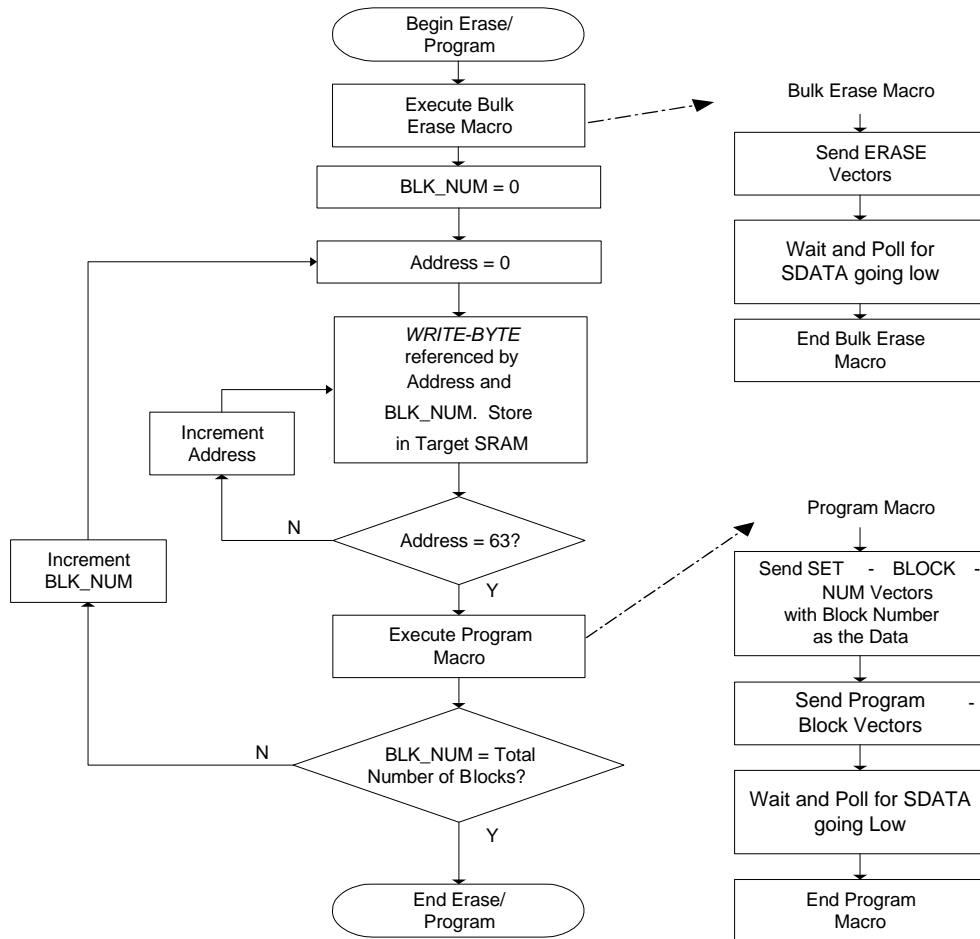 Begin Erase/
Program
Execute Bulk
Erase Macro
BLK_NUM = 0
Address = 0
WRITE-BYTE
referenced by
Address and
BLK_NUM. Store
in Target SRAM
Increment
Address
N
Address = 63?
Y
Increment
BLK_NUM
Execute Program
Macro
N
BLK_NUM = Total
Number of Blocks?
Y
End Erase/
Program
Bulk Erase Macro
Send ERASE
Vectors
Wait and Poll for
SDATA going low
End Bulk Erase
Macro
Program Macro
Send SET - BLOCK -
NUM Vectors
with Block Number
as the Data
Send Program -
Block Vectors
Wait and Poll for SDATA
going Low
End Program
Macro